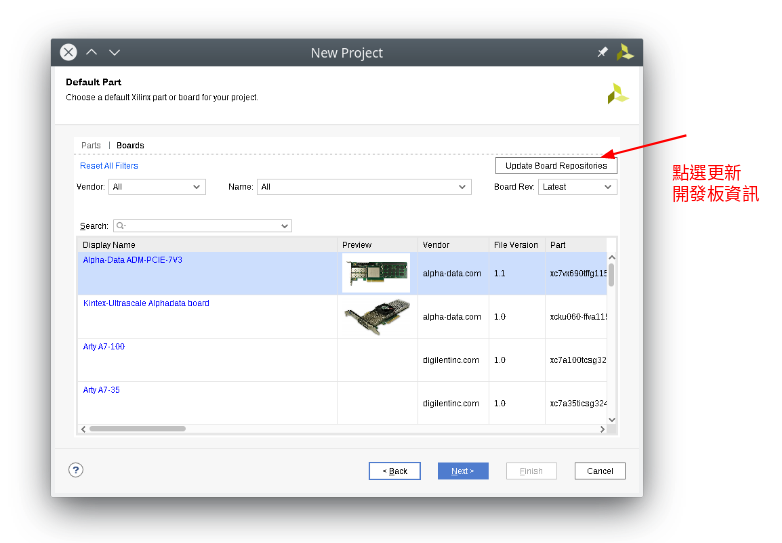 New Project
Default Part
Choose a default Xilinx part or board for your project.
Parts | Boards
Reset All Filters
Update Board Repositories
點選更新
開發板資訊
Vendor: All Name: All Board Rev: Latest
Search: Q-
Display Name Preview Vendor File Version Part
Alpha-Data ADM-PCIE-7V3 alpha-data.com 1.1 xc7vx690tffg115
Kintex-Ultrascale Alphadata board alpha-data.com 1.0 xcku060-ffva115
Arty A7-100 digilentinc.com 1.0 xc7a100tcsg32
Arty A7-35 digilentinc.com 1.0 xc7a35ticsg324
? < Back Next > Finish Cancel